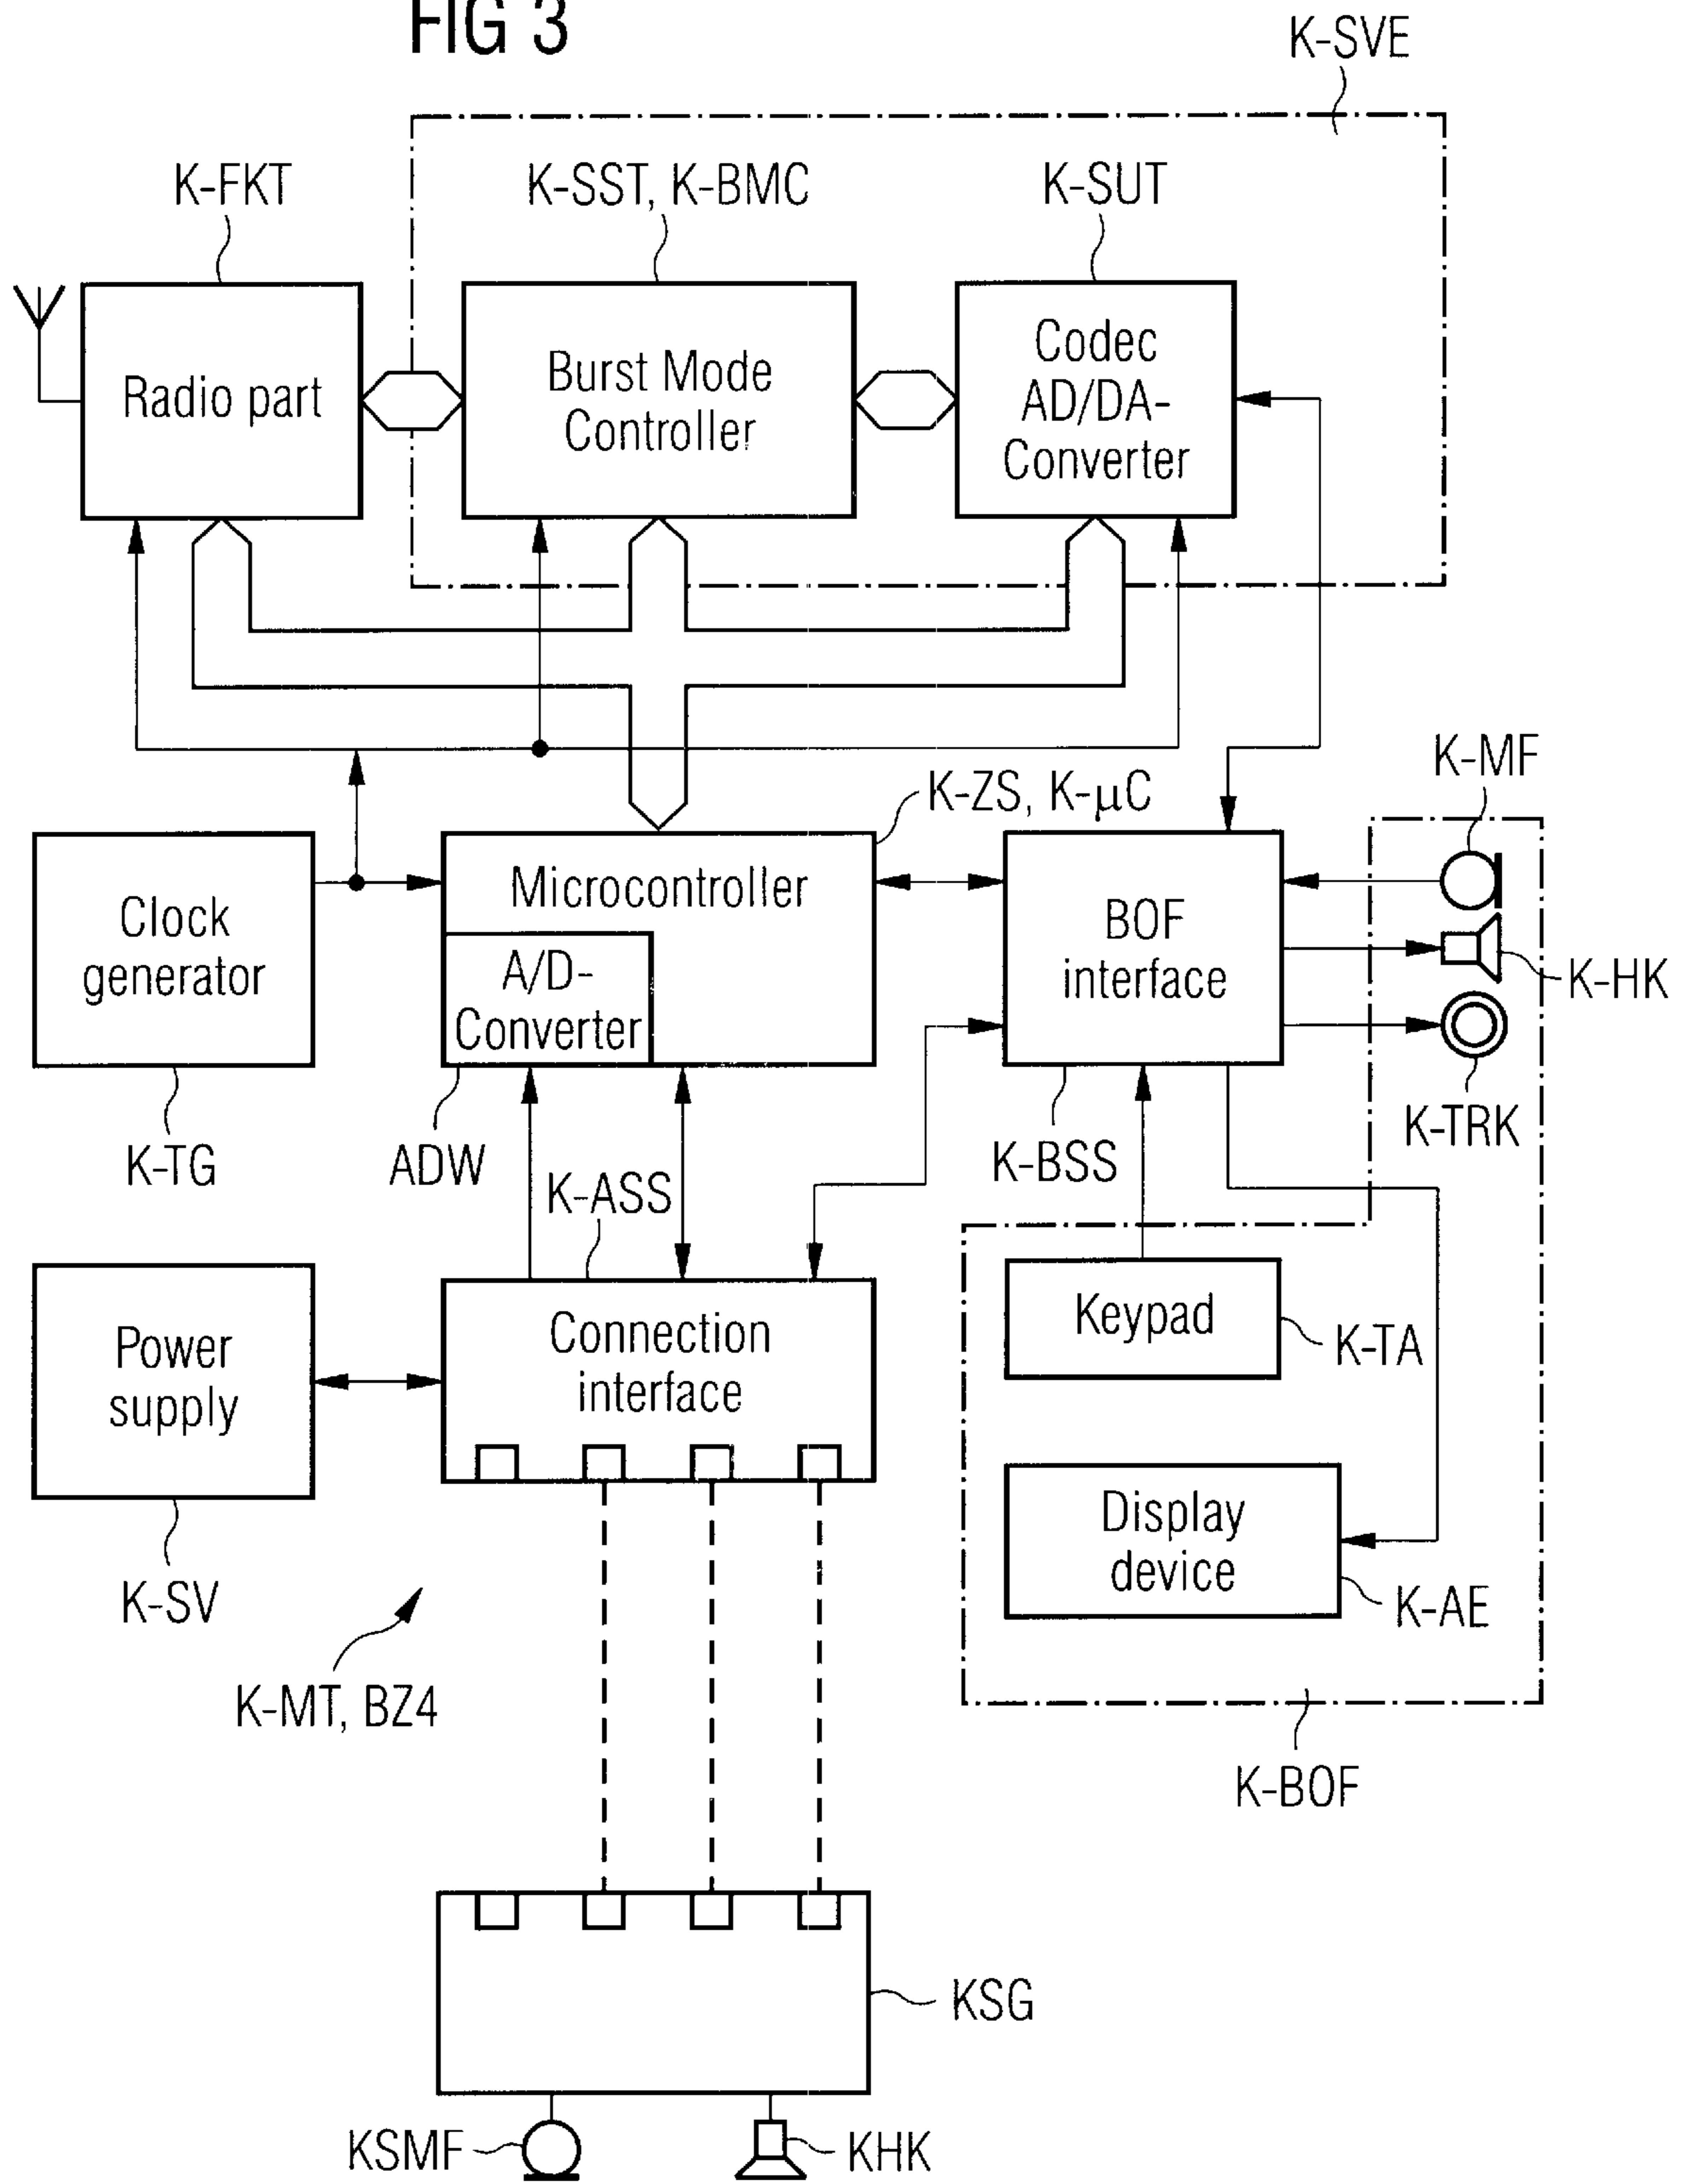 FIG 3
K-SVE
K-FKT
K-SST, K-BMC
K-SUT
Radio part
Burst Mode
Controller
Codec
AD/DA-
Converter
K-MF
K-ZS, K-μC
Clock
generator
Microcontroller
A/D-
Converter
BOF
interface
K-HK
K-TRK
K-TG
ADW
K-ASS
K-BSS
Power
supply
Connection
interface
Keypad
K-TA
Display
device
K-AE
K-SV
K-MT, BZ4
K-BOF
KSG
KSMF
KHK